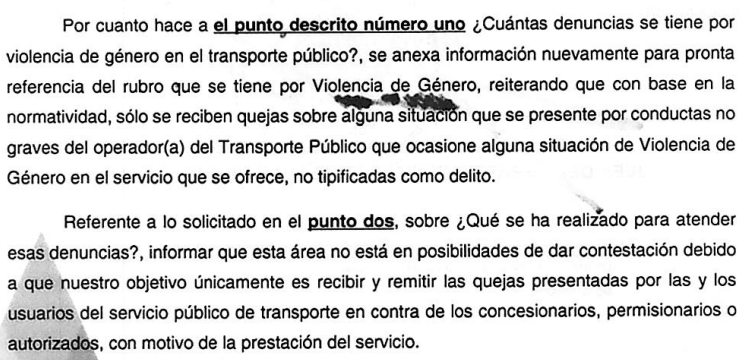 Por cuanto hace a el punto descrito número uno ¿Cuántas denuncias se tiene por
violencia de género en el transporte público?, se anexa información nuevamente para pronta
referencia del rubro que se tiene por Violencia de Género, reiterando que con base en la
normatividad, sólo se reciben quejas sobre alguna situación que se presente por conductas no
graves del operador(a) del Transporte Público que ocasione alguna situación de Violencia de
Género en el servicio que se ofrece, no tipificadas como delito.
Referente a lo solicitado en el punto dos, sobre ¿Qué se ha realizado para atender
esas denuncias?, informar que esta área no está en posibilidades de dar contestación debido
a que nuestro objetivo únicamente es recibir y remitir las quejas presentadas por las y los
usuarios del servicio público de transporte en contra de los concesionarios, permisionarios o
autorizados, con motivo de la prestación del servicio.